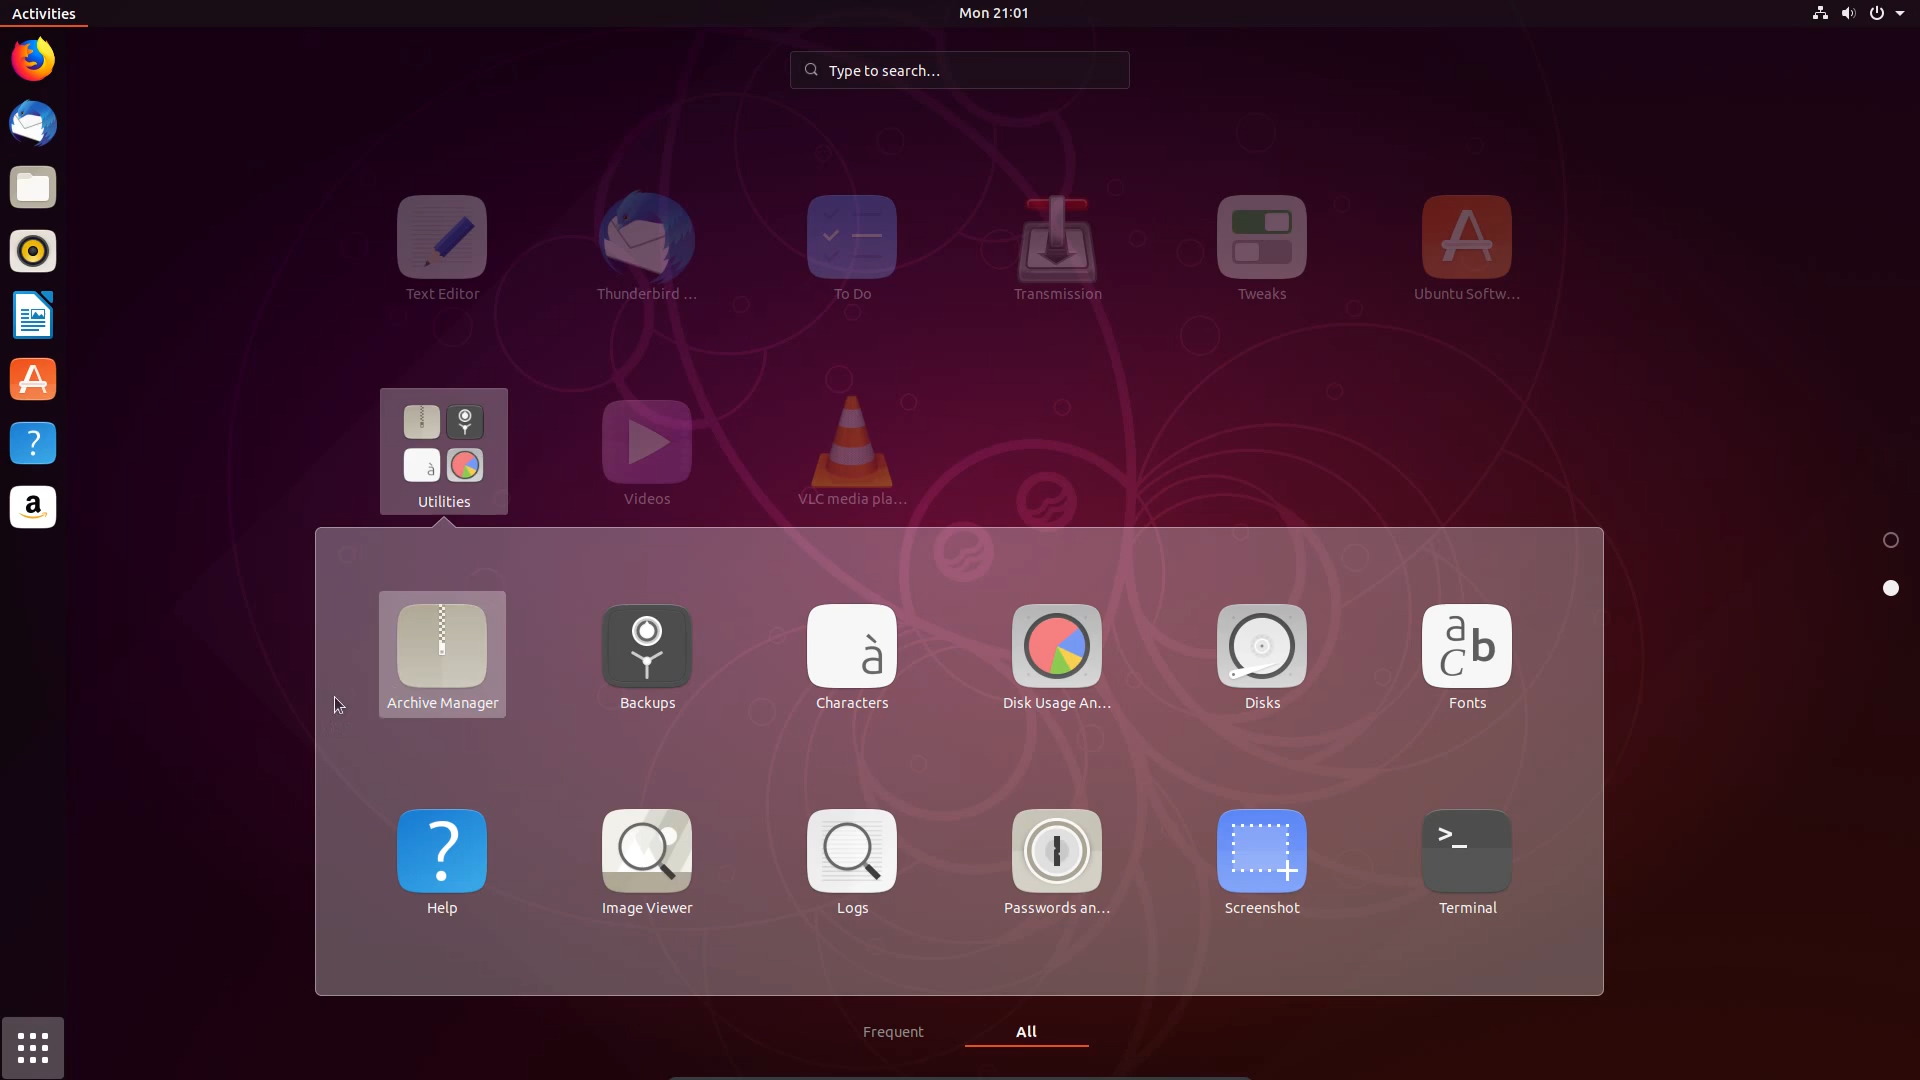 Activities
Mon 21:01
Type to search...
Text Editor
Thunderbird ...
To Do
Transmission
Tweaks
Ubuntu Softw...
Utilities
Videos
VLC media pla...
Archive Manager
Backups
Characters
Disk Usage An...
Disks
Fonts
Help
Image Viewer
Logs
Passwords an...
Screenshot
Terminal
Frequent
All